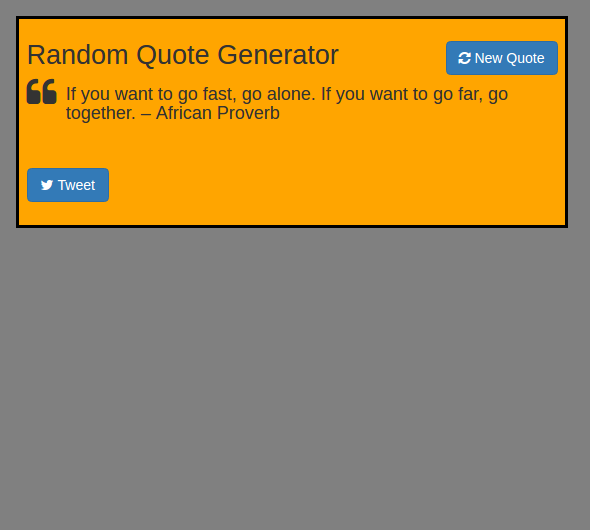 Random Quote Generator
New Quote
If you want to go fast, go alone. If you want to go far, go
together. – African Proverb
Tweet